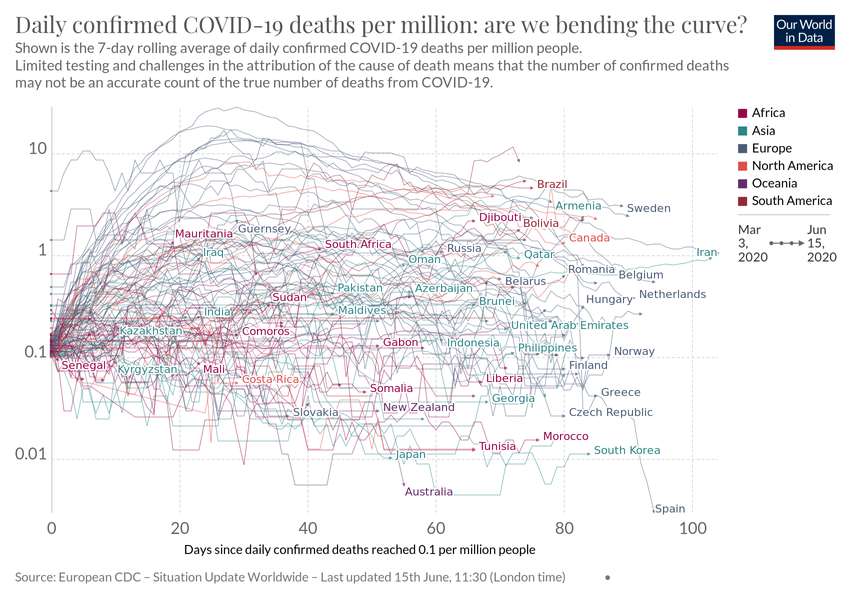 Daily confirmed COVID-19 deaths per million: are we bending the curve?
Our World
in Data
Shown is the 7-day rolling average of daily confirmed COVID-19 deaths per million people.
Limited testing and challenges in the attribution of the cause of death means that the number of confirmed deaths
may not be an accurate count of the true number of deaths from COVID-19.
Africa
Asia
Europe
North America
Oceania
South America
Mar
3,
2020
Jun
15,
2020
10
1
0.1
0.01
Brazil
Armenia
Sweden
Djibouti
Bolivia
Mauritania
Guernsey
Canada
South Africa
Russia
Iraq
Oman
Qatar
Iran
Romania
Belgium
Belarus
Pakistan
Azerbaijan
Sudan
Hungary
Netherlands
Brunei
India
Maldives
United Arab Emirates
Kazakhstan
Comoros
Gabon
Indonesia
Philippines
Norway
Senegal
Kyrgyzstan
Mali
Finland
Costa Rica
Liberia
Somalia
Greece
Georgia
New Zealand
Slovakia
Czech Republic
Morocco
Tunisia
South Korea
Japan
Australia
Spain
0
20
40
60
80
100
Days since daily confirmed deaths reached 0.1 per million people
Source: European CDC – Situation Update Worldwide – Last updated 15th June, 11:30 (London time)